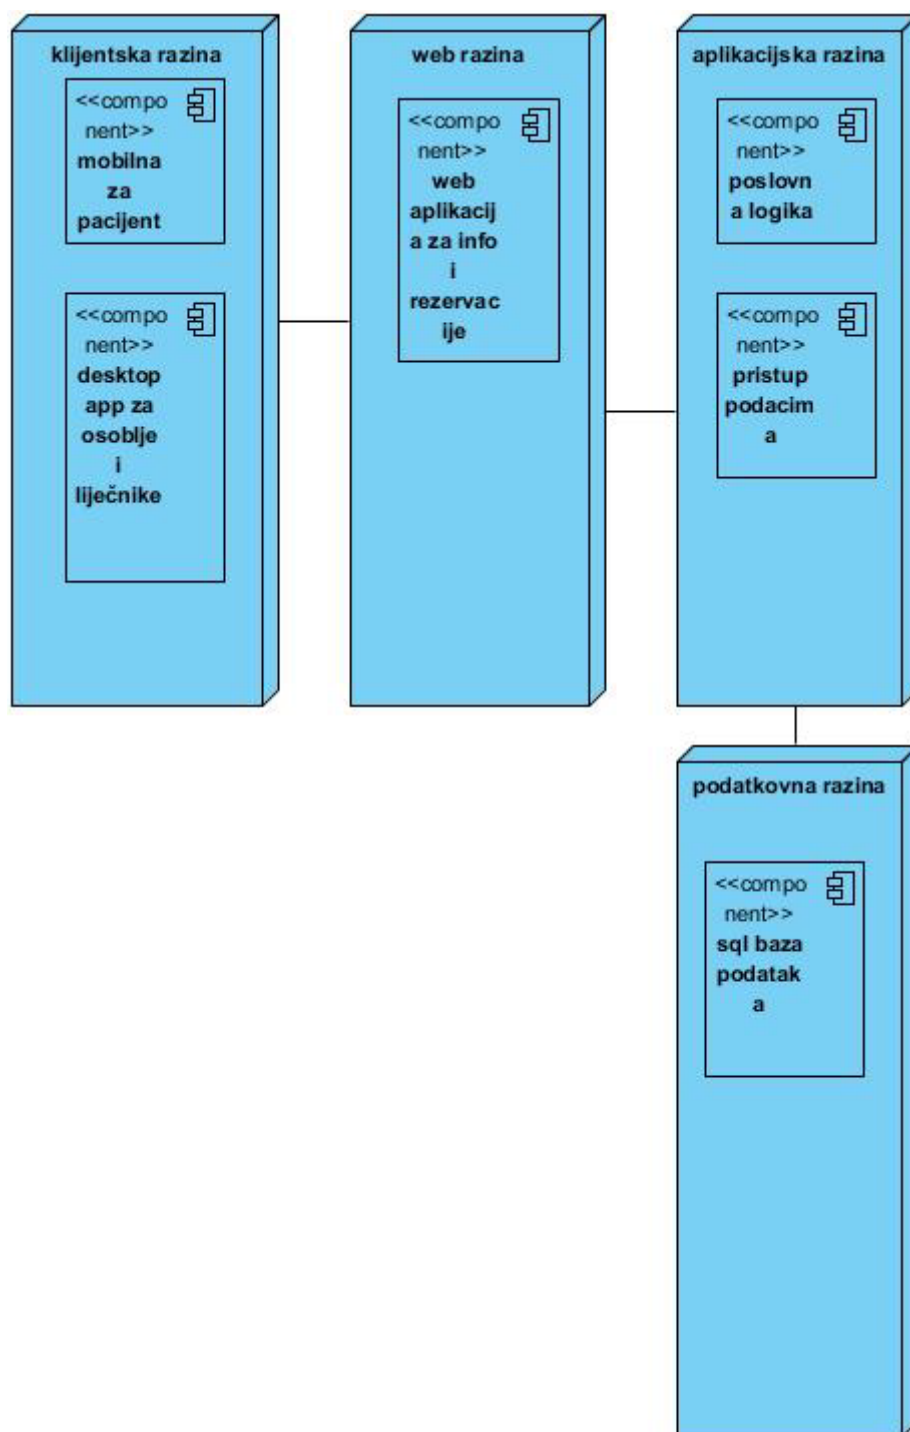 klijentska razina
<<compo
nent>>
mobilna
za
pacijent
<<compo
nent>>
desktop
app za
osoblje
i
liječnike
web razina
<<compo
nent>>
web
aplikacij
a za info
i
rezervac
ije
aplikacijska razina
<<compo
nent>>
poslovn
a logika
<<compo
nent>>
pristup
podacim
a
podatkovna razina
<<compo
nent>>
sql baza
podatak
a